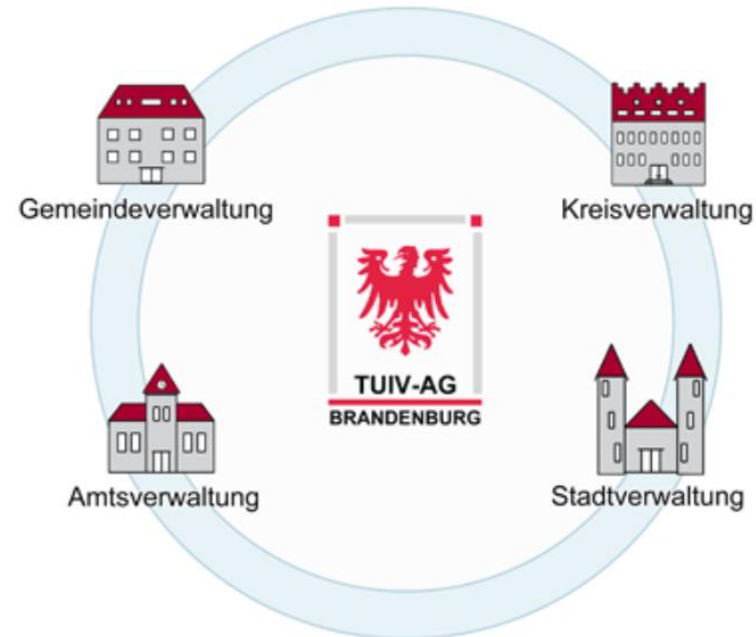 Gemeindeverwaltung
Kreisverwaltung
TUIV-AG
BRANDENBURG
Amtsverwaltung
Stadtverwaltung